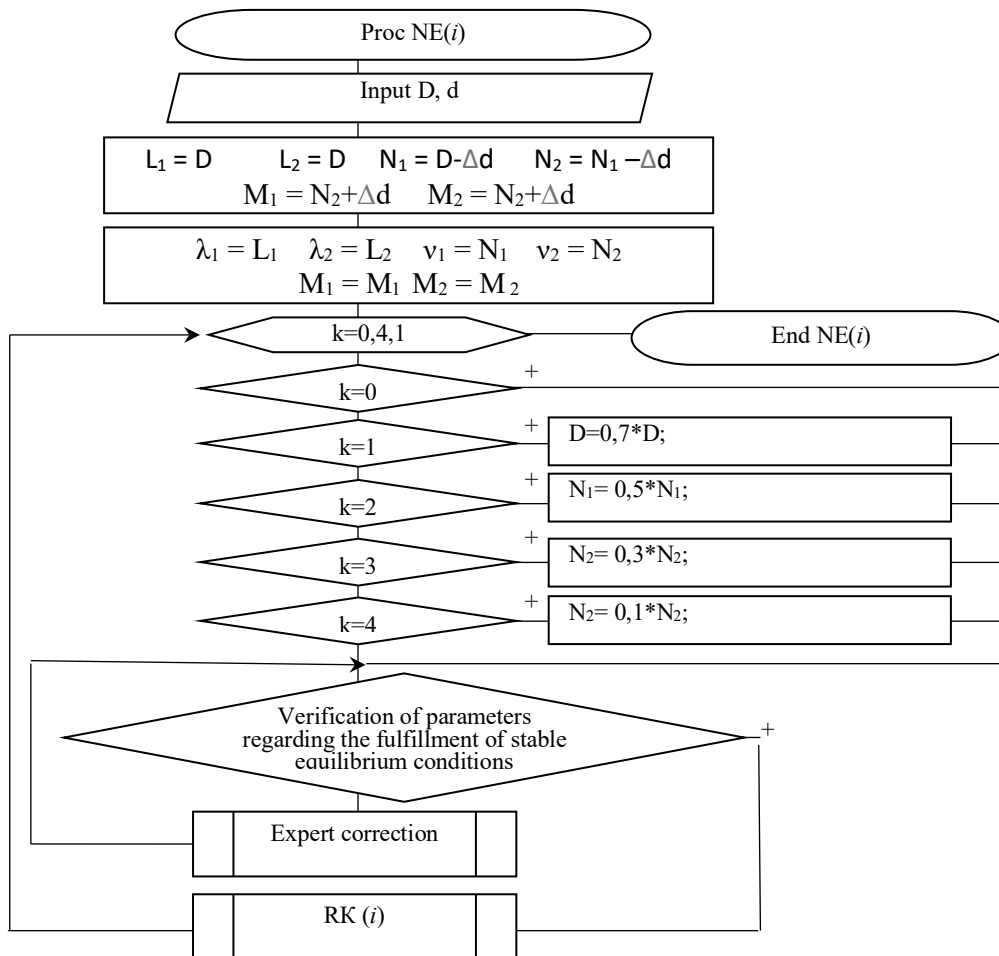 Proc NE(i)
Input D, d
L₁ = D L₂ = D N₁ = D-Δd N₂ = N₁ –Δd
M₁ = N₂+Δd M₂ = N₂+Δd
λ₁ = L₁ λ₂ = L₂ ν₁ = N₁ ν₂ = N₂
M₁ = M₁ M₂ = M₂
k=0,4,1
End NE(i)
k=0
+
k=1
+
D=0,7*D;
k=2
+
N₁= 0,5*N₁;
k=3
+
N₂= 0,3*N₂;
k=4
+
N₂= 0,1*N₂;
Verification of parameters
regarding the fulfillment of stable
equilibrium conditions
+
Expert correction
RK (i)